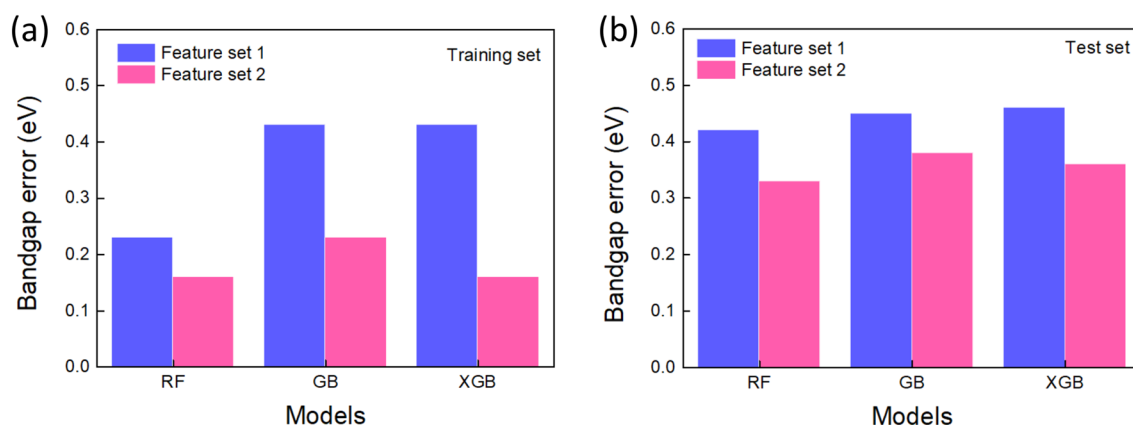 (a)
Bandgap error (eV)
0.6
0.5
0.4
0.3
0.2
0.1
0.0
Feature set 1
Feature set 2
Training set
RF GB XGB
Models
(b)
Bandgap error (eV)
0.6
0.5
0.4
0.3
0.2
0.1
0.0
Feature set 1
Feature set 2
Test set
RF GB XGB
Models